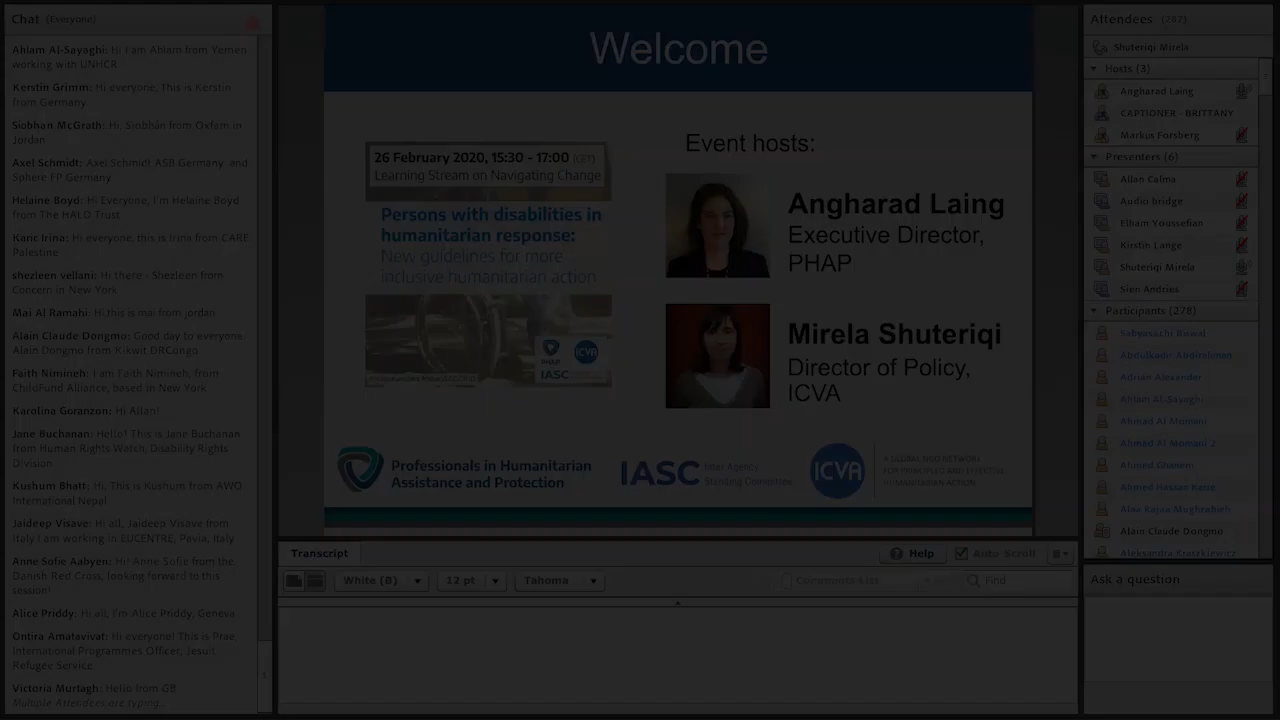 Chat (Everyone)
Ahlam Al-Sayaghi: Hi I am Ahlam from Yemen
working with UNHCR
Kerstin Grimm: Hi everyone, This is Kerstin
from Germany
Siobhan McGrath: Hi, Siobhán from Oxfam in
Jordan
Axel Schmidt: Axel Schmidt ASB Germany and
Sphere FP Germany
Helaine Boyd: Hi Everyone, I'm Helaine Boyd
from The HALO Trust
Karic Irina: Hi everyone, this is Irina from CARE
Palestine
shezleen vellani: Hi there - Shezleen from
Concern in New York
Mai Al Ramahi: Hi,this is mai from jordan
Alain Claude Dongmo: Good day to everyone
Alain Dongmo from Kikwit DRCongo
Faith Nimineh: I am Faith Nimineh, from
ChildFund Alliance, based in New York
Karolina Goranzon: Hi Allan!
Jane Buchanan: Hello! This is Jane Buchanan
from Human Rights Watch, Disability Rights
Division
Kushum Bhatt: Hi, This is Kushum from AWO
International Nepal
Jaideep Visave: Hi all, Jaideep Visave from
Italy I am working in EUCENTRE, Pavia, Italy
Anne Sofie Aabyen: Hi! Anne Sofie from the
Danish Red Cross, looking forward to this
session!
Alice Priddy: Hi all, I'm Alice Priddy, Geneva
Ontira Amatavivat: Hi everyone! This is Prae,
International Programmes Officer, Jesuit
Refugee Service
Victoria Murtagh: Hello from GB
Multiple Attendees are typing..
Welcome
26 February 2020, 15:30 - 17:00 (CET)
Learning Stream on Navigating Change
Persons with disabilities in
humanitarian response:
New guidelines for more
inclusive humanitarian action
PHAP
ICVA
IASC
Event hosts:
Angharad Laing
Executive Director,
PHAP
Mirela Shuteriqi
Director of Policy,
ICVA
Professionals in Humanitarian
Assistance and Protection
IASC Inter-Agency
Standing Committee
ICVA
A GLOBAL NGO NETWORK
FOR PRINCIPLED AND EFFECTIVE
HUMANITARIAN ACTION
Transcript
Help
Auto Scroll
White (B)
12 pt
Tahoma
Comments List
Find
Attendees (287)
Shuteriqi Mirela
Hosts (3)
Angharad Laing
CAPTIONER - BRITTANY
Markus Forsberg
Presenters (6)
Allan Calma
Audio bridge
Elham Youssefian
Kirstin Lange
Shuteriqi Mirela
Sien Andries
Participants (278)
Abdulkadir Abdirahman
Adrian Alexander
Ahlam Al-Sayaghi
Ahmad Al Momani
Ahmad Al Momani 2
Ahmed Ghanem
Alaa Rajaa Mughrabieh
Alain Claude Dongmo
Aleksandra Kraszkiewicz
Ask a question